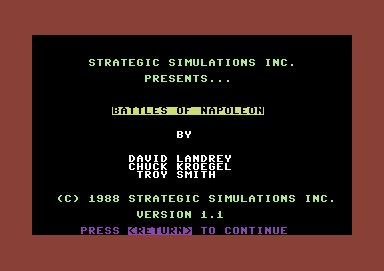 STRATEGIC SIMULATIONS INC.
PRESENTS...
BATTLES OF NAPOLEON
BY
DAVID LANDREY
CHUCK KROEGEL
TROY SMITH
(C) 1988 STRATEGIC SIMULATIONS INC.
VERSION 1.1
PRESS <RETURN> TO CONTINUE